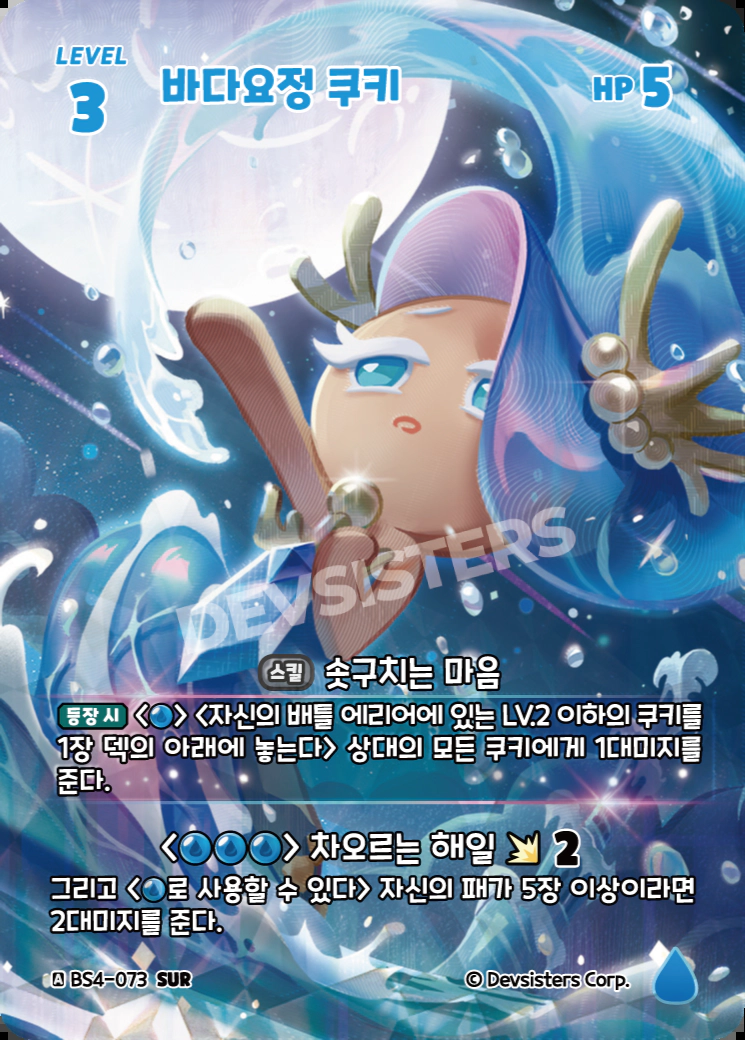 LEVEL
3
바다요정 쿠키
HP 5
DEVSISTERS
스킬 솟구치는 마음
등장 시 < > <자신의 배틀 에리어에 있는 LV.2 이하의 쿠키를
1장 덱의 아래에 놓는다> 상대의 모든 쿠키에게 1대미지를
준다.
< > 차오르는 해일 2
그리고 < 로 사용할 수 있다> 자신의 패가 5장 이상이라면
2대미지를 준다.
A BS4-073 SUR
© Devsisters Corp.